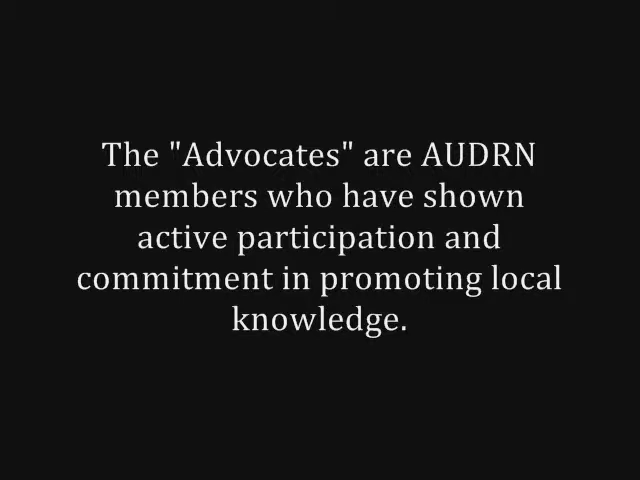 The "Advocates" are AUDRN
members who have shown
active participation and
commitment in promoting local
knowledge.